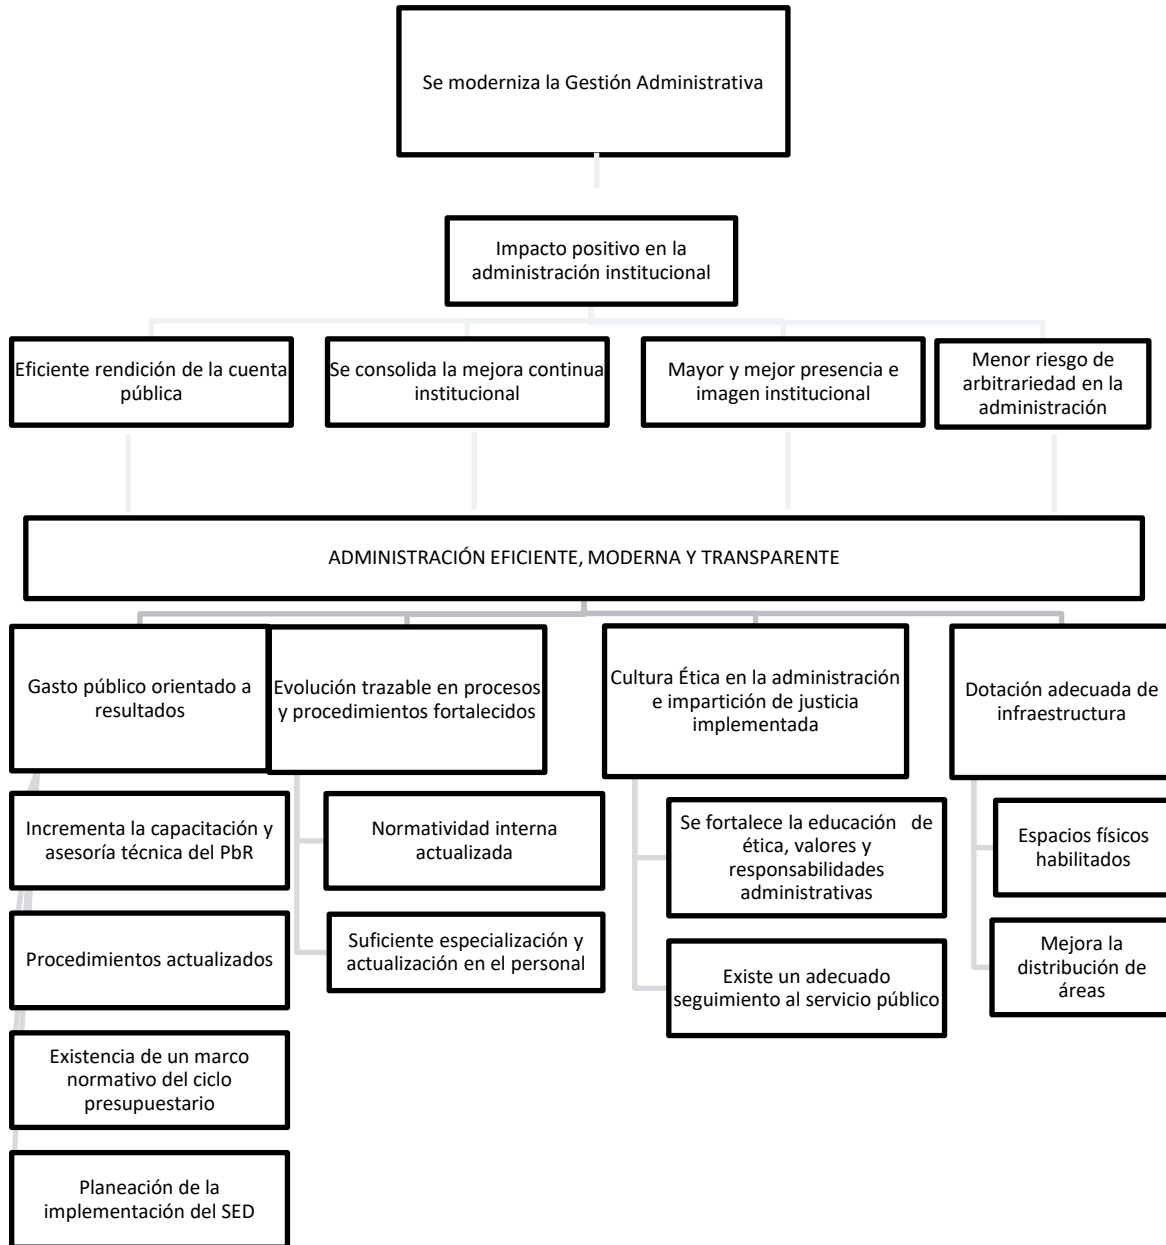 Se moderniza la Gestión Administrativa
Impacto positivo en la
administración institucional
Eficiente rendición de la cuenta
pública
Se consolida la mejora continua
institucional
Mayor y mejor presencia e
imagen institucional
Menor riesgo de
arbitrariedad en la
administración
ADMINISTRACIÓN EFICIENTE, MODERNA Y TRANSPARENTE
Gasto público orientado a
resultados
Evolución trazable en procesos
y procedimientos fortalecidos
Cultura Ética en la administración
e impartición de justicia
implementada
Dotación adecuada de
infraestructura
Incrementa la capacitación y
asesoría técnica del PbR
Procedimientos actualizados
Existencia de un marco
normativo del ciclo
presupuestario
Planeación de la
implementación del SED
Normatividad interna
actualizada
Suficiente especialización y
actualización en el personal
Se fortalece la educación de
ética, valores y
responsabilidades
administrativas
Existe un adecuado
seguimiento al servicio público
Espacios físicos
habilitados
Mejora la
distribución de
áreas